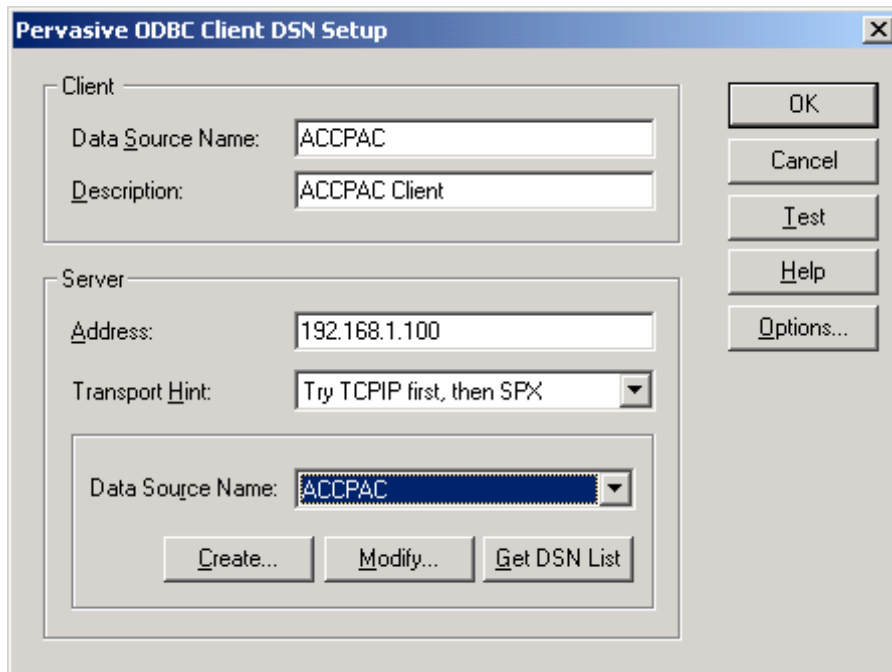 Pervasive ODBC Client DSN Setup
Client
Data Source Name:
ACCPAC
Description:
ACCPAC Client
Server
Address:
192.168.1.100
Transport Hint:
Try TCPIP first, then SPX
Data Source Name:
ACCPAC
Create...
Modify...
Get DSN List
OK
Cancel
Test
Help
Options...